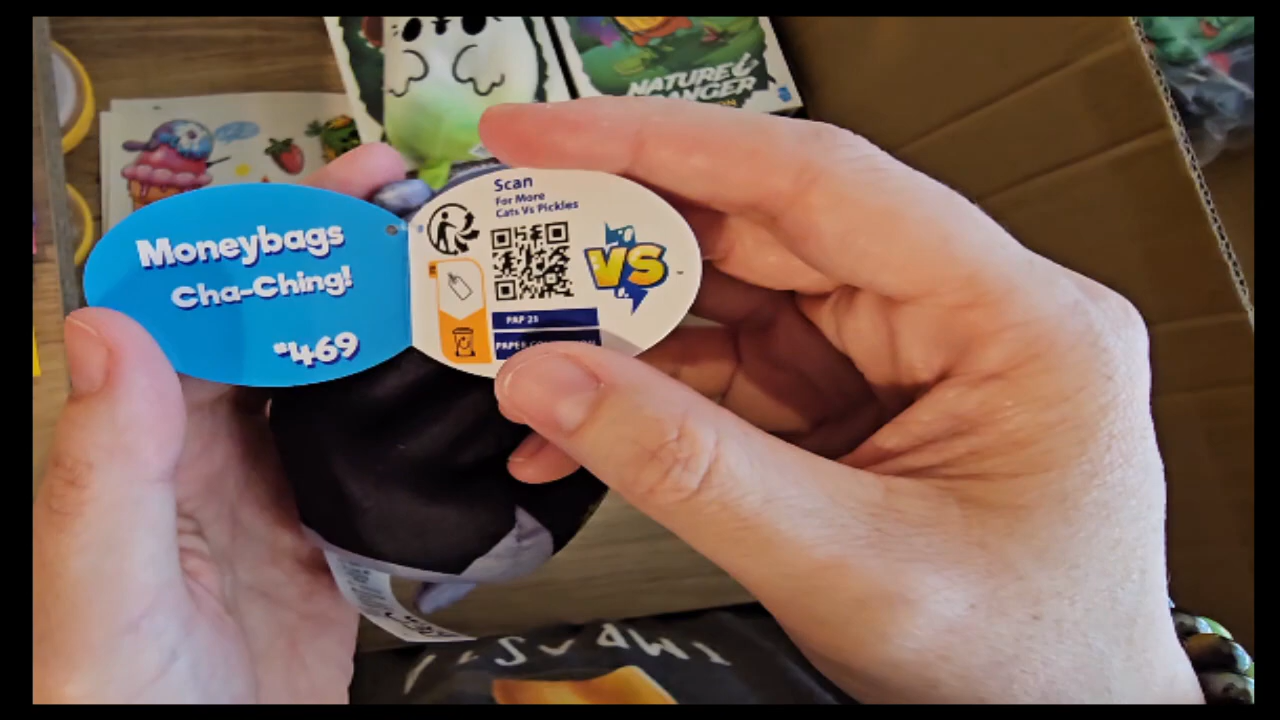 NATURE
Scan
For More
Cats Vs Pickles
Moneybags
Cha-Ching!
#469
VS
PAP 21